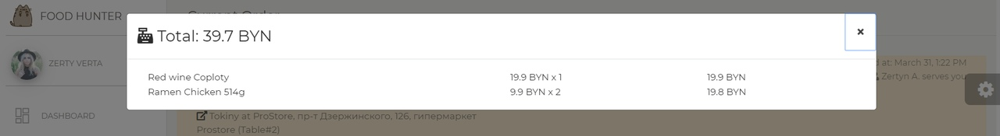 FOOD HUNTER
Current Order
Total: 39.7 BYN
×
ZERTY VERTA
d at: March 31, 1:22 PM
Red wine Coploty 19.9 BYN x 1 19.9 BYN
Zertyn A. serves you
Ramen Chicken 514g 9.9 BYN x 2 19.8 BYN
DASHBOARD
Tokiny at ProStore, пр-т Дзержинского, 126, гипермаркет
Prostore (Table#2)